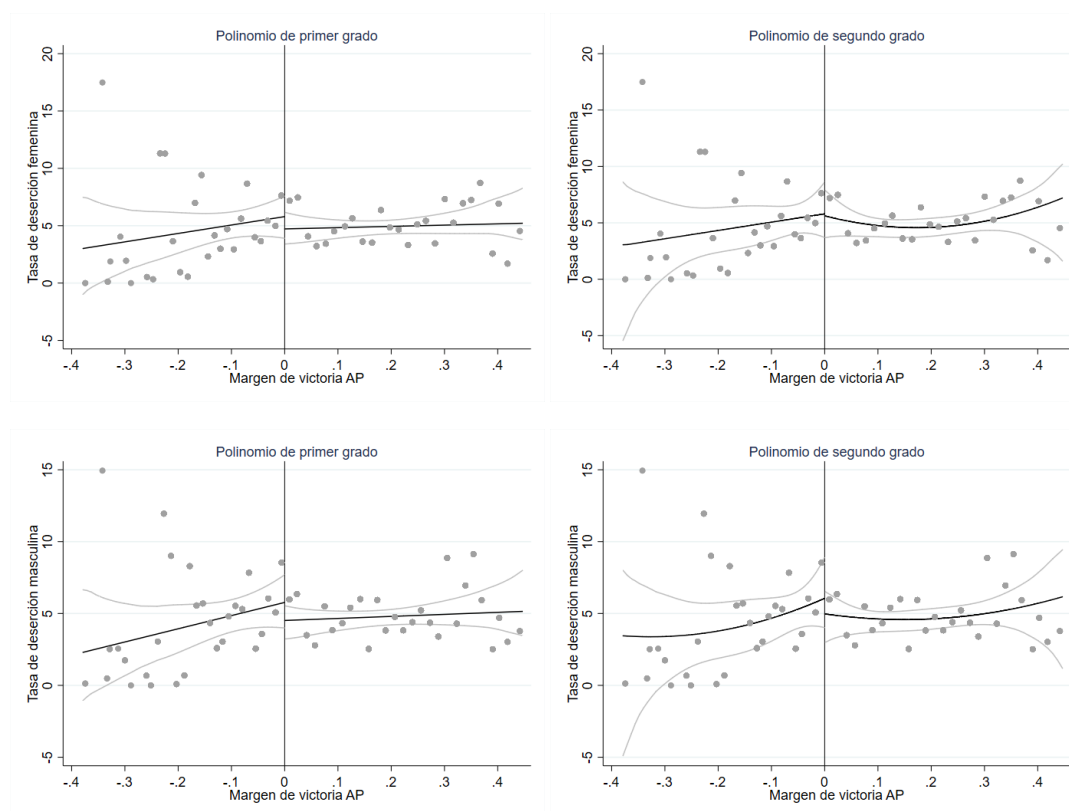 Polinomio de primer grado
20
15
10
5
0
-5
Tasa de deserción femenina
-.4 -.3 -.2 -.1 0 .1 .2 .3 .4
Margen de victoria AP
Polinomio de segundo grado
20
15
10
5
0
-5
Tasa de deserción femenina
-.4 -.3 -.2 -.1 0 .1 .2 .3 .4
Margen de victoria AP
Polinomio de primer grado
15
10
5
0
-5
Tasa de deserción masculina
-.4 -.3 -.2 -.1 0 .1 .2 .3 .4
Margen de victoria AP
Polinomio de segundo grado
15
10
5
0
-5
Tasa de deserción masculina
-.4 -.3 -.2 -.1 0 .1 .2 .3 .4
Margen de victoria AP